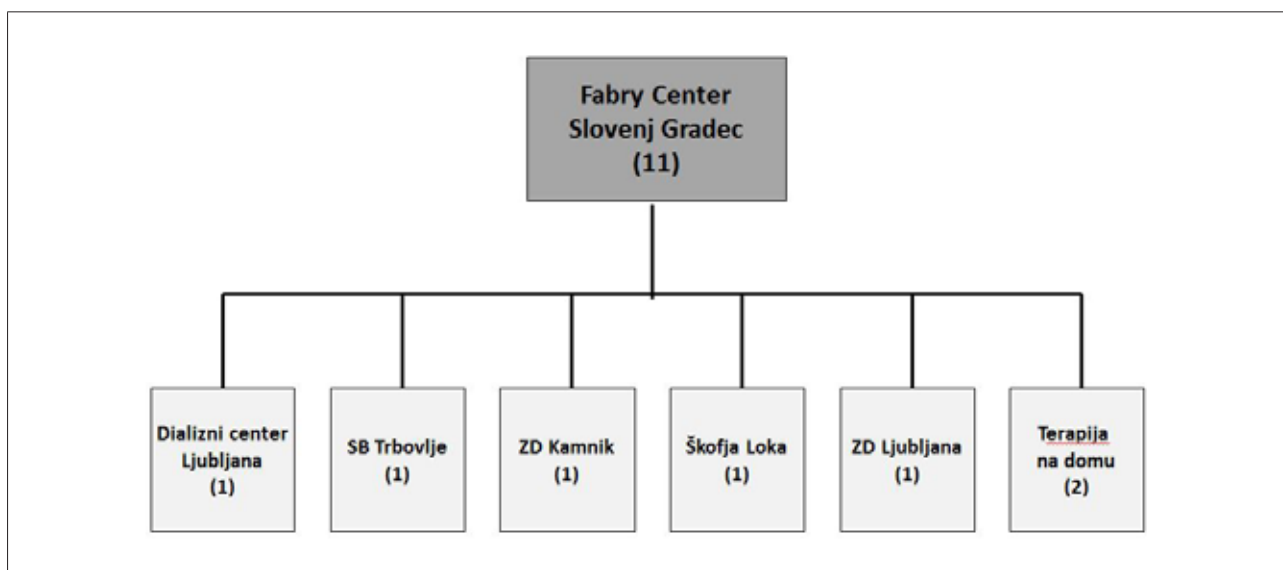 Fabry Center
Slovenj Gradec
(11)
Dializni center
Ljubljana
(1)
SB Trbovlje
(1)
ZD Kamnik
(1)
Škofja Loka
(1)
ZD Ljubljana
(1)
Terapija
na domu
(2)